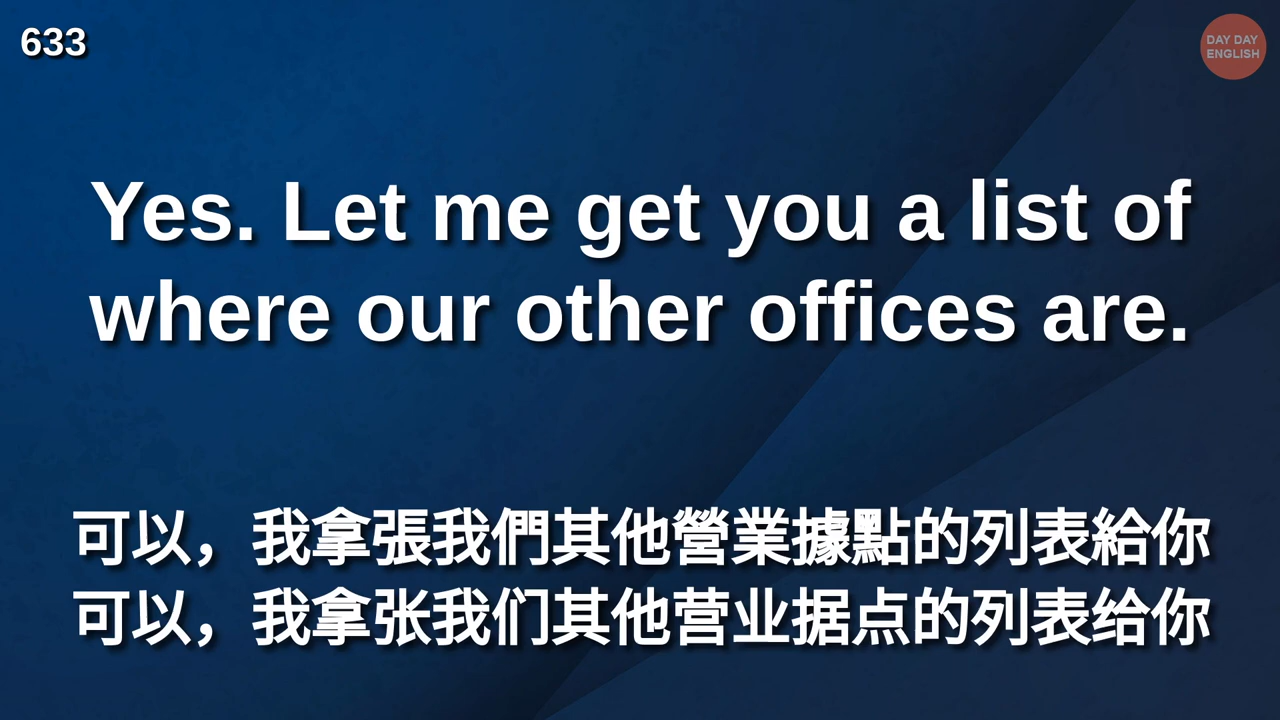 633
DAY DAY
ENGLISH
Yes. Let me get you a list of
where our other offices are.
可以，我拿張我們其他營業據點的列表給你
可以，我拿张我们其他营业据点的列表给你